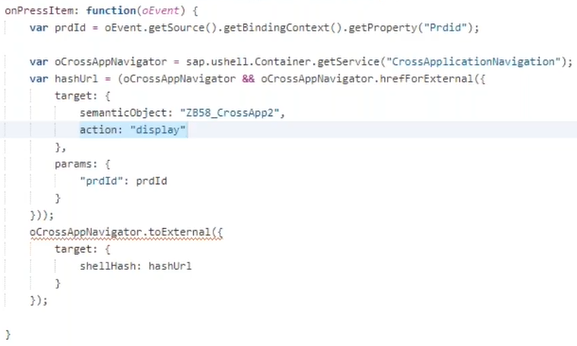 onPressItem: function(oEvent) {
var prdId = oEvent.getSource().getBindingContext().getProperty("Prdid");
var oCrossAppNavigator = sap.ushell.Container.getService("CrossApplicationNavigation");
var hashUrl = (oCrossAppNavigator && oCrossAppNavigator.hrefForExternal({
target: {
semanticObject: "ZB58_CrossApp2",
action: "display"
},
params: {
"prdId": prdId
}
}));
oCrossAppNavigator.toExternal({
target: {
shellHash: hashUrl
}
});
}